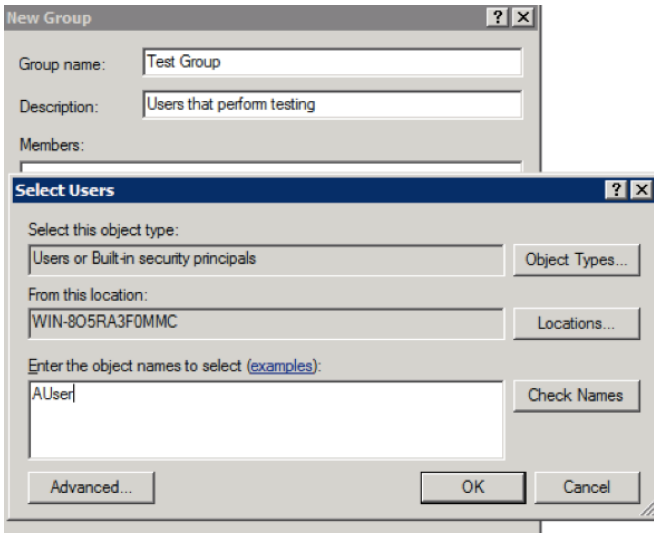 New Group
Group name: Test Group
Description: Users that perform testing
Members:
Select Users
Select this object type:
Users or Built-in security principals Object Types...
From this location:
WIN-8O5RA3F0MMC Locations...
Enter the object names to select (examples):
AUser Check Names
Advanced... OK Cancel